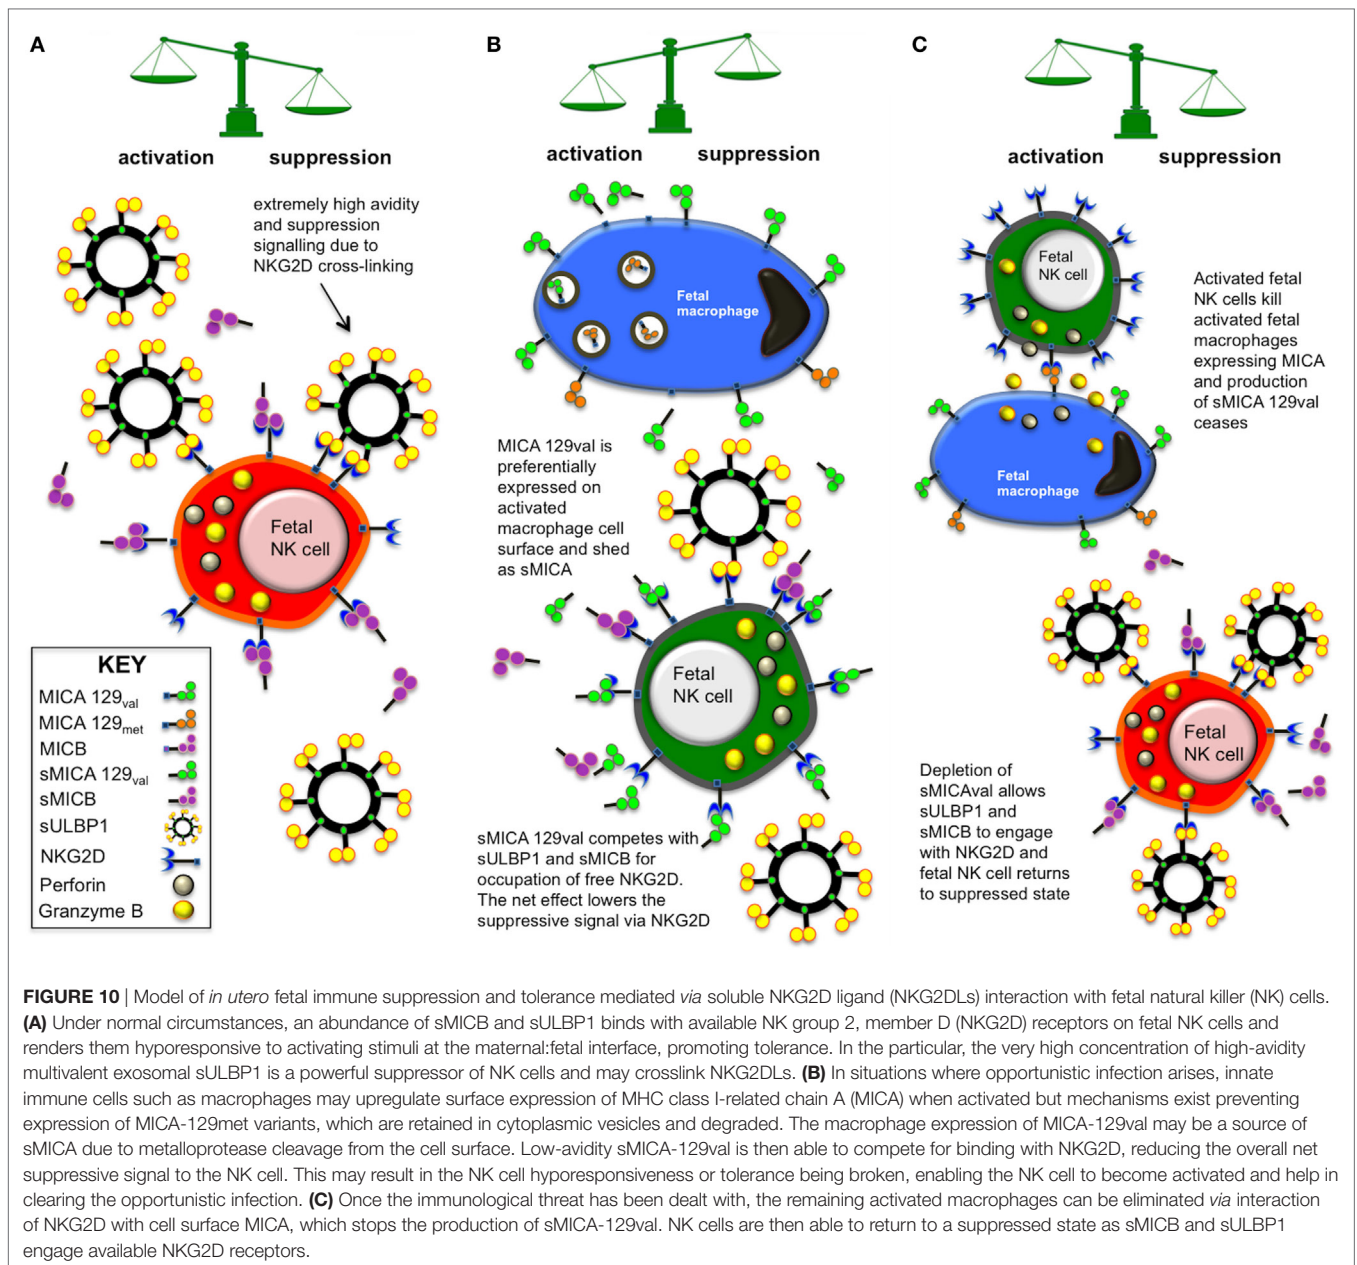 A
activation suppression
extremely high avidity
and suppression
signalling due to
NKG2D cross-linking
Fetal
NK cell
KEY
MICA 129val
MICA 129met
MICB
sMICA 129val
sMICB
sULBP1
NKG2D
Perforin
Granzyme B
B
activation suppression
Fetal
macrophage
MICA 129val is
preferentially
expressed on
activated
macrophage cell
surface and shed
as sMICA
Fetal
NK cell
sMICA 129val competes with
sULBP1 and sMICB for
occupation of free NKG2D.
The net effect lowers the
suppressive signal via NKG2D
C
activation suppression
Fetal
NK cell
Activated fetal
NK cells kill
activated fetal
macrophages
expressing MICA
and production
of sMICA 129val
ceases
Fetal
macrophage
Fetal
NK cell
Depletion of
sMICAval allows
sULBP1 and
sMICB to engage
with NKG2D and
fetal NK cell returns
to suppressed state
FIGURE 10 | Model of in utero fetal immune suppression and tolerance mediated via soluble NKG2D ligand (NKG2DLs) interaction with fetal natural killer (NK) cells.
(A) Under normal circumstances, an abundance of sMICB and sULBP1 binds with available NK group 2, member D (NKG2D) receptors on fetal NK cells and
renders them hyporesponsive to activating stimuli at the maternal:fetal interface, promoting tolerance. In the particular, the very high concentration of high-avidity
multivalent exosomal sULBP1 is a powerful suppressor of NK cells and may crosslink NKG2DLs. (B) In situations where opportunistic infection arises, innate
immune cells such as macrophages may upregulate surface expression of MHC class I-related chain A (MICA) when activated but mechanisms exist preventing
expression of MICA-129met variants, which are retained in cytoplasmic vesicles and degraded. The macrophage expression of MICA-129val may be a source of
sMICA due to metalloprotease cleavage from the cell surface. Low-avidity sMICA-129val is then able to compete for binding with NKG2D, reducing the overall net
suppressive signal to the NK cell. This may result in the NK cell hyporesponsiveness or tolerance being broken, enabling the NK cell to become activated and help in
clearing the opportunistic infection. (C) Once the immunological threat has been dealt with, the remaining activated macrophages can be eliminated via interaction
of NKG2D with cell surface MICA, which stops the production of sMICA-129val. NK cells are then able to return to a suppressed state as sMICB and sULBP1
engage available NKG2D receptors.